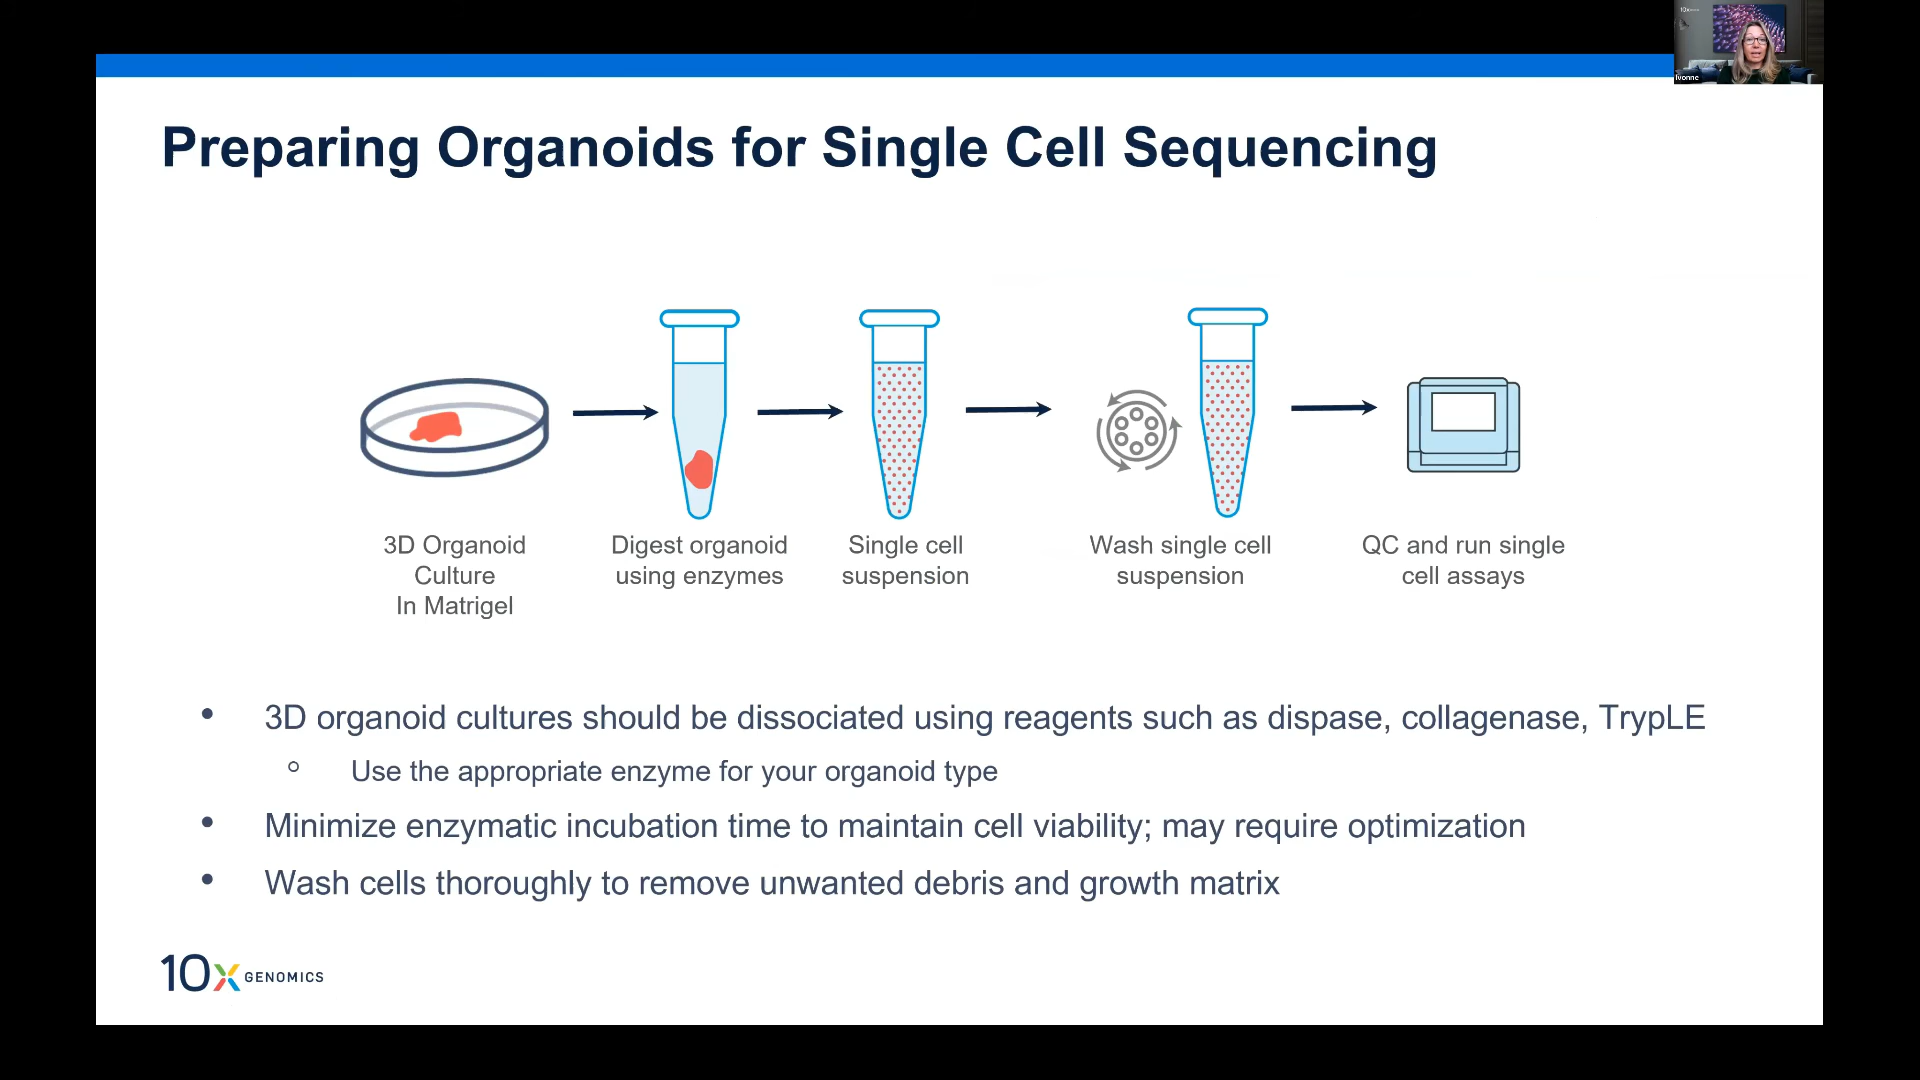 10x
Ivonne
Preparing Organoids for Single Cell Sequencing
3D Organoid
Culture
In Matrigel
Digest organoid
using enzymes
Single cell
suspension
Wash single cell
suspension
QC and run single
cell assays
• 3D organoid cultures should be dissociated using reagents such as dispase, collagenase, TrypLE
○ Use the appropriate enzyme for your organoid type
• Minimize enzymatic incubation time to maintain cell viability; may require optimization
• Wash cells thoroughly to remove unwanted debris and growth matrix
10x GENOMICS